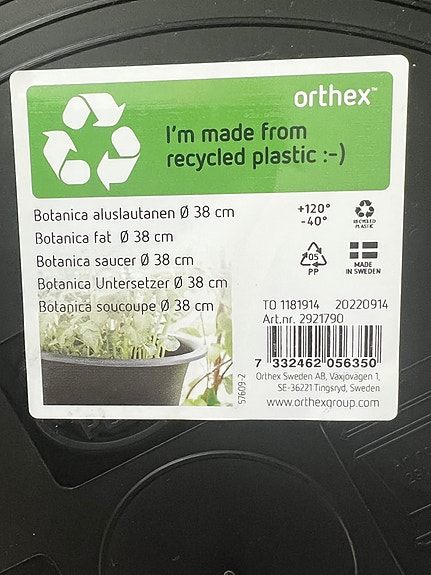 orthex™
I'm made from
recycled plastic :-)
Botanica aluslautanen Ø 38 cm
Botanica fat Ø 38 cm
Botanica saucer Ø 38 cm
Botanica Untersetzer Ø 38 cm
Botanica soucoupe Ø 38 cm
+120°
-40°
RECYCLED
PLASTIC
05
PP
MADE
IN SWEDEN
TO 1181914 20220914
Art.nr. 2921790
7 332462 056350
Orthex Sweden AB, Växjövägen 1,
SE-36221 Tingsryd, Sweden
www.orthexgroup.com
57609-2